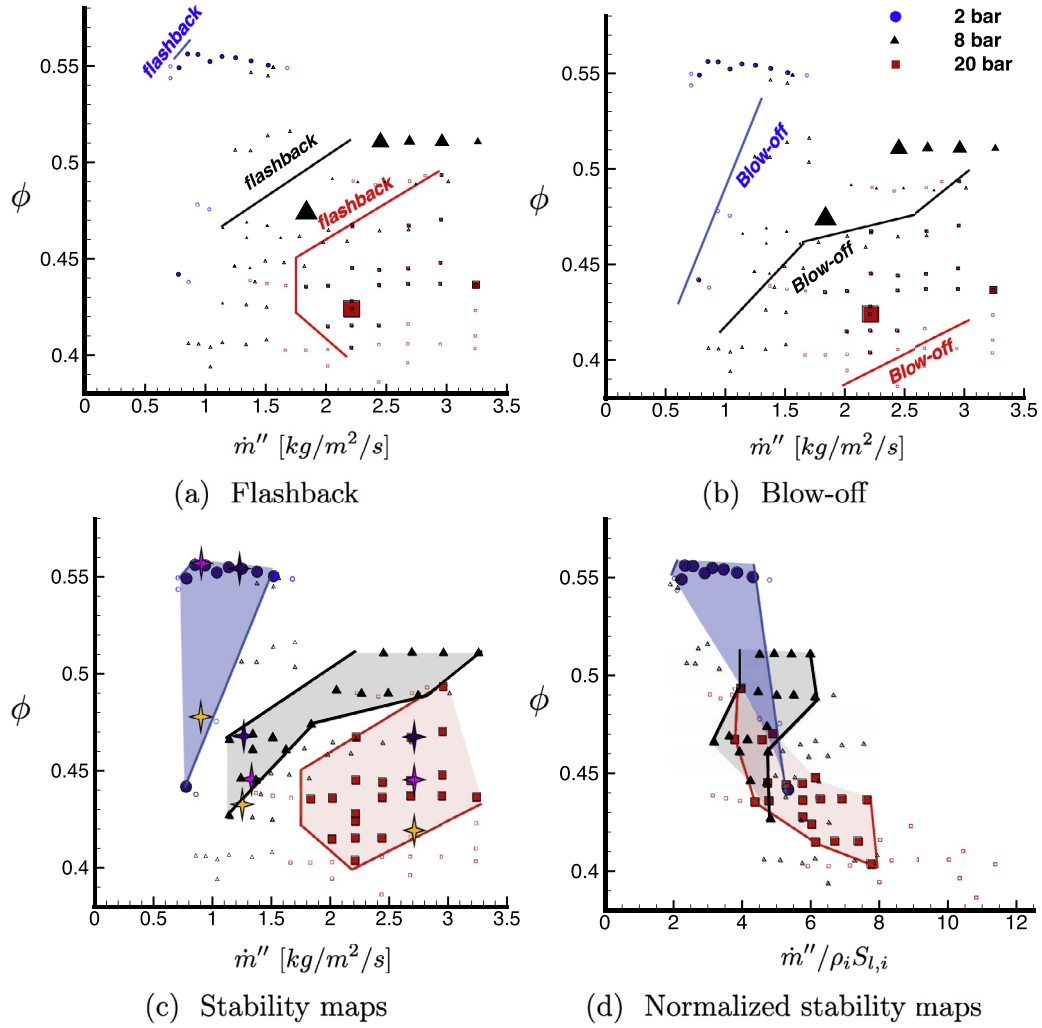 2 bar
8 bar
20 bar
flashback
flashback
flashback
0.55
0.5
0.45
0.4
ϕ
0 0.5 1 1.5 2 2.5 3 3.5
ṁ″ [kg/m²/s]
(a) Flashback
Blow-off
Blow-off
Blow-off
0.55
0.5
0.45
0.4
ϕ
0 0.5 1 1.5 2 2.5 3 3.5
ṁ″ [kg/m²/s]
(b) Blow-off
0.55
0.5
0.45
0.4
ϕ
0 0.5 1 1.5 2 2.5 3 3.5
ṁ″ [kg/m²/s]
(c) Stability maps
0.55
0.5
0.45
0.4
ϕ
0 2 4 6 8 10 12
ṁ″/ρᵢSₗ,ᵢ
(d) Normalized stability maps